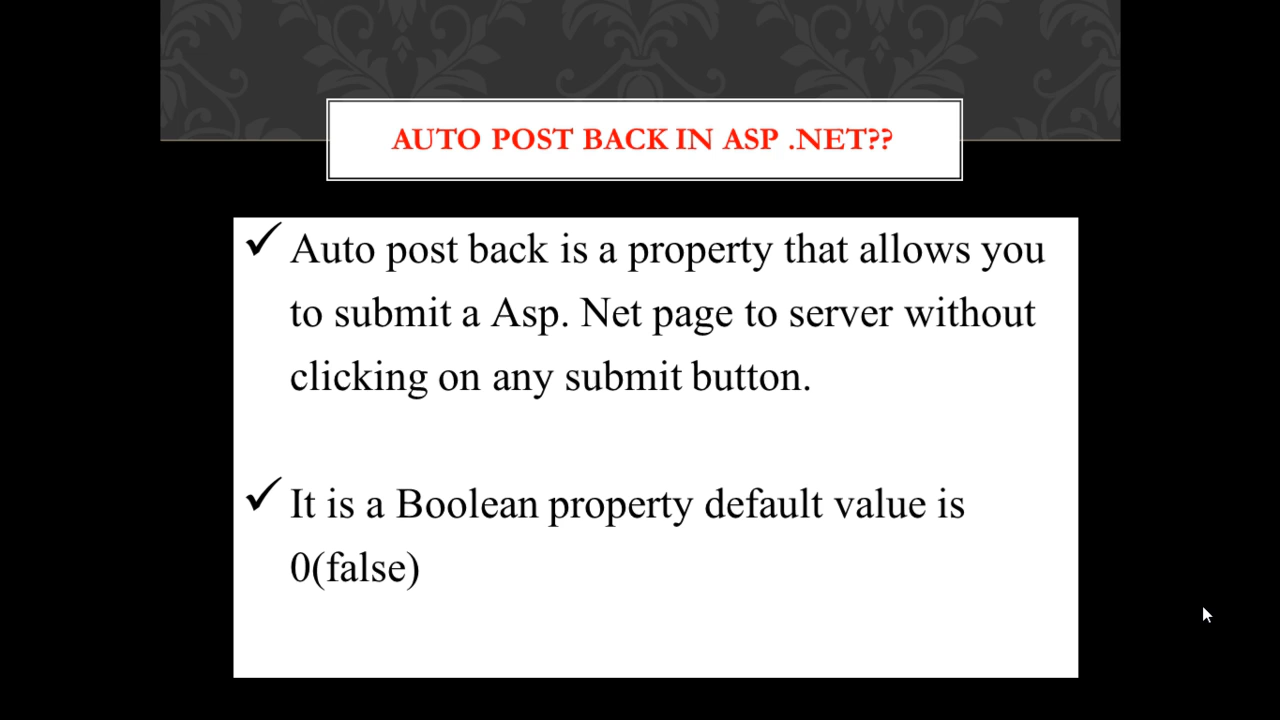 AUTO POST BACK IN ASP .NET??
✓ Auto post back is a property that allows you
to submit a Asp. Net page to server without
clicking on any submit button.
✓ It is a Boolean property default value is
0(false)